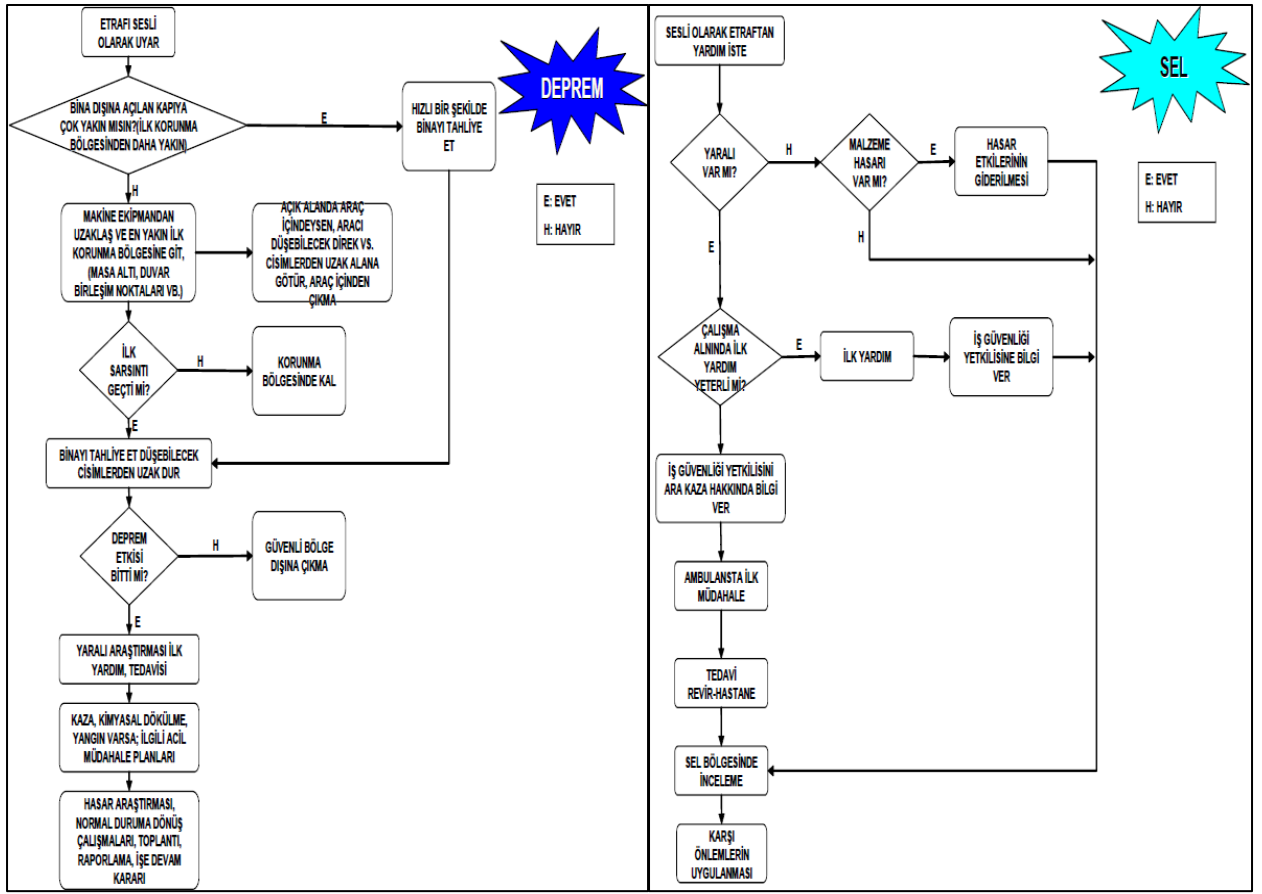 ETRAFI SESLİ
OLARAK UYAR
DEPREM
BİNA DIŞINA AÇILAN KAPIYA
ÇOK YAKIN MISIN?(İLK KORUNMA
BÖLGESİNDEN DAHA YAKIN)
E
HIZLI BİR ŞEKİLDE
BİNAYI TAHLİYE
ET
H
E: EVET
H: HAYIR
MAKİNE EKİPMANDAN
UZAKLAŞ VE EN YAKIN İLK
KORUNMA BÖLGESİNE GİT,
(MASA ALTI, DUVAR
BİRLEŞİM NOKTALARI VB.)
AÇIK ALANDA ARAÇ
İÇİNDEYSEN, ARACI
DÜŞEBİLECEK DİREK VS.
CİSİMLERDEN UZAK ALANA
GÖTÜR, ARAÇ İÇİNDEN
ÇIKMA
İLK
SARSINTI
GEÇTİ Mİ?
H
KORUNMA
BÖLGESİNDE KAL
E
BİNAYI TAHLİYE ET DÜŞEBİLECEK
CİSİMLERDEN UZAK DUR
DEPREM
ETKİSİ
BİTTİ Mİ?
H
GÜVENLİ BÖLGE
DIŞINA ÇIKMA
E
YARALI ARAŞTIRMASI İLK
YARDIM, TEDAVİSİ
KAZA, KİMYASAL DÖKÜLME,
YANGIN VARSA; İLGİLİ ACİL
MÜDAHALE PLANLARI
HASAR ARAŞTIRMASI,
NORMAL DURUMA DÖNÜŞ
ÇALIŞMALARI, TOPLANTI,
RAPORLAMA, İŞE DEVAM
KARARI
SESLİ OLARAK ETRAFTAN
YARDIM İSTE
SEL
YARALI
VAR MI?
H
MALZEME
HASARI
VAR MI?
E
HASAR
ETKİLERİNİN
GİDERİLMESİ
E: EVET
H: HAYIR
E
H
ÇALIŞMA
ALNINDA İLK
YARDIM
YETERLİ Mİ?
E
İLK YARDIM
İŞ GÜVENLİĞİ
YETKİLİSİNE BİLGİ
VER
İŞ GÜVENLİĞİ YETKİLİSİNİ
ARA KAZA HAKKINDA BİLGİ
VER
AMBULANSTA İLK
MÜDAHALE
TEDAVİ
REVİR-HASTANE
SEL BÖLGESİNDE
İNCELEME
KARŞI
ÖNLEMLERİN
UYGULANMASI